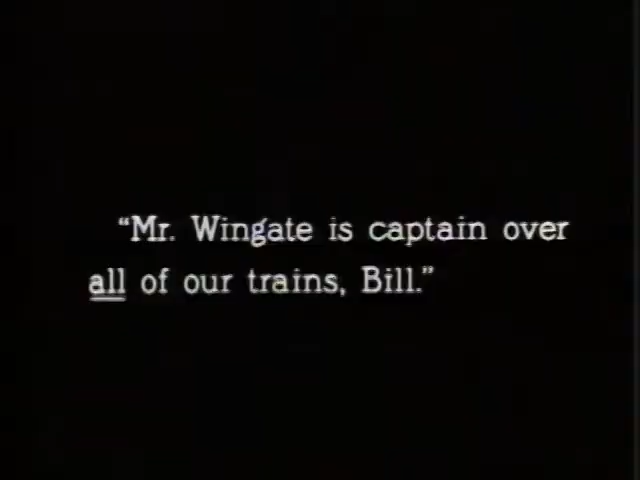 “Mr. Wingate is captain over
all of our trains, Bill.”